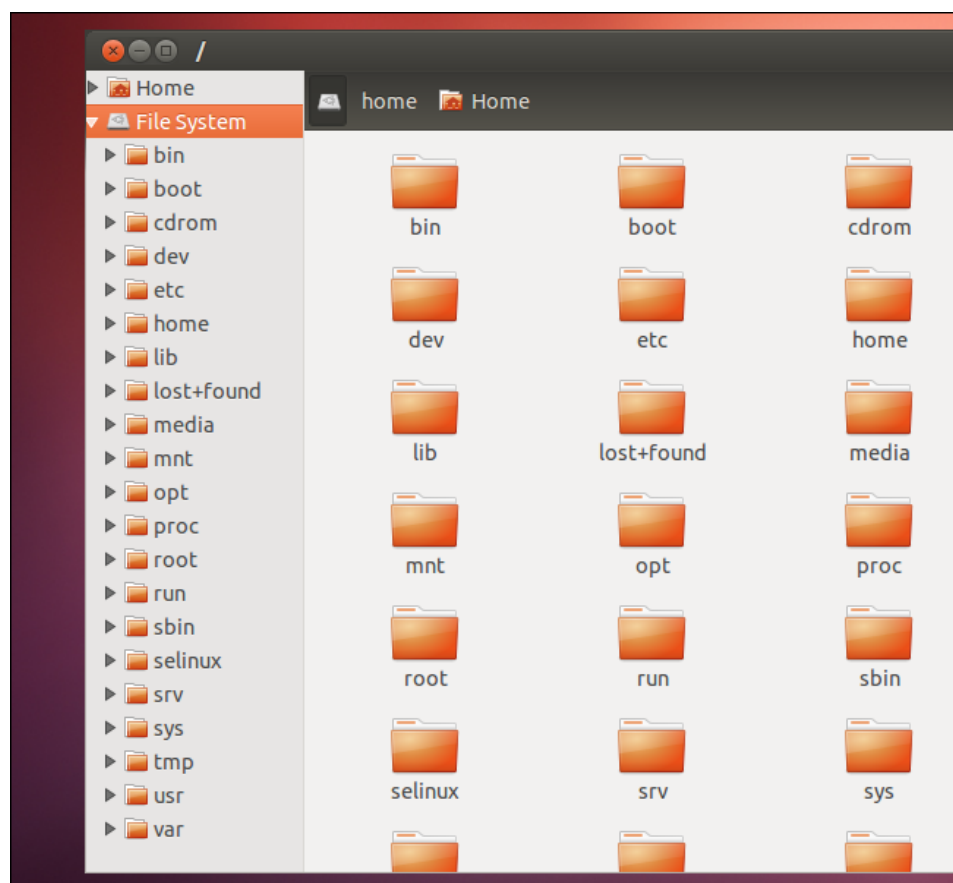 /
Home
File System
bin
boot
cdrom
dev
etc
home
lib
lost+found
media
mnt
opt
proc
root
run
sbin
selinux
srv
sys
tmp
usr
var
home Home
bin boot cdrom
dev etc home
lib lost+found media
mnt opt proc
root run sbin
selinux srv sys